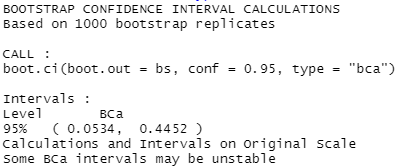 BOOTSTRAP CONFIDENCE INTERVAL CALCULATIONS
Based on 1000 bootstrap replicates

CALL :
boot.ci(boot.out = bs, conf = 0.95, type = "bca")

Intervals :
Level      BCa
95%   ( 0.0534,  0.4452 )
Calculations and Intervals on Original Scale
Some BCa intervals may be unstable